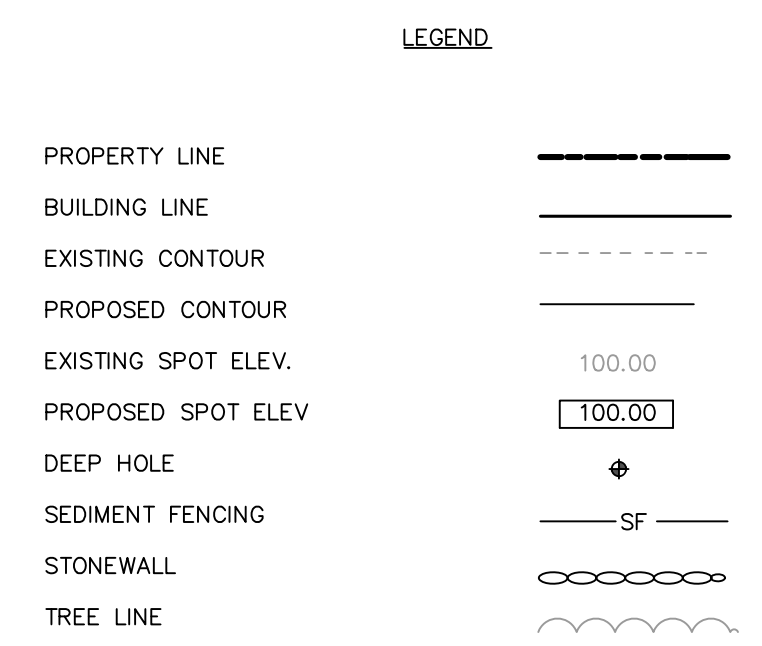 LEGEND
PROPERTY LINE
BUILDING LINE
EXISTING CONTOUR
PROPOSED CONTOUR
EXISTING SPOT ELEV. 100.00
PROPOSED SPOT ELEV 100.00
DEEP HOLE
SEDIMENT FENCING SF
STONEWALL
TREE LINE